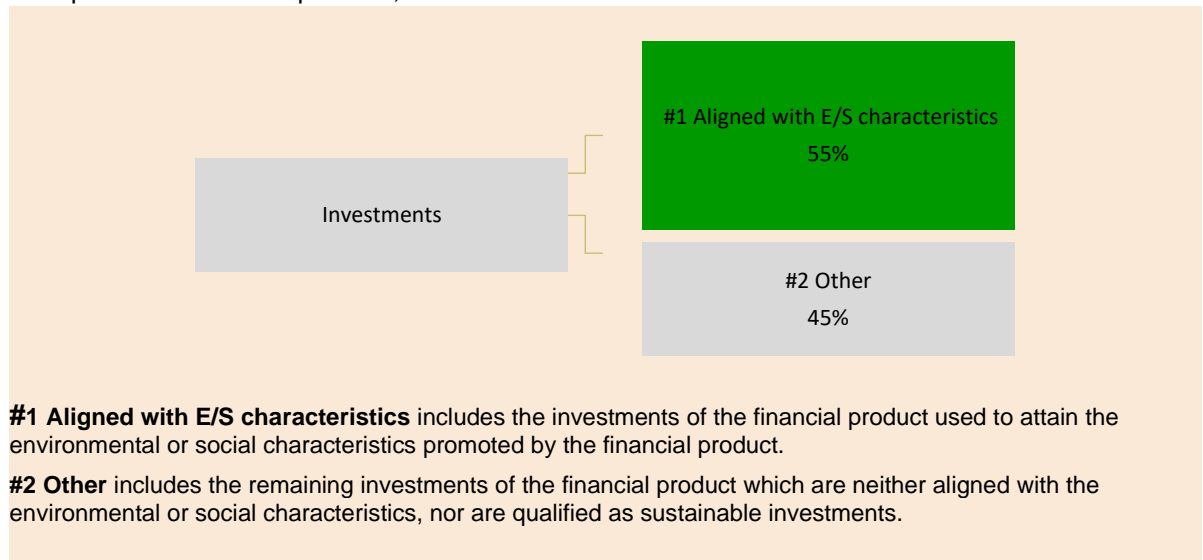 #1 Aligned with E/S characteristics
55%
Investments
#2 Other
45%
#1 Aligned with E/S characteristics includes the investments of the financial product used to attain the
environmental or social characteristics promoted by the financial product.
#2 Other includes the remaining investments of the financial product which are neither aligned with the
environmental or social characteristics, nor are qualified as sustainable investments.